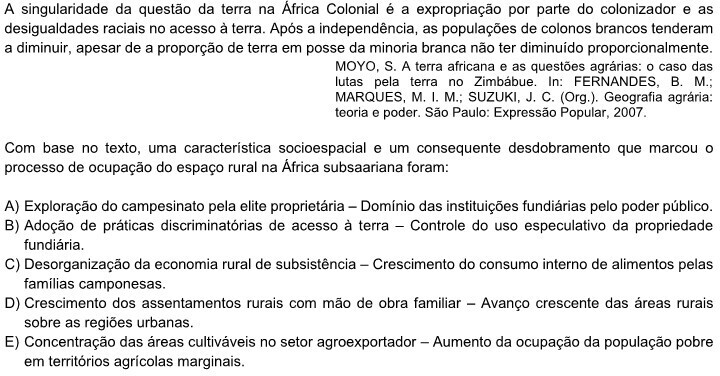 A singularidade da questão da terra na África Colonial é a expropriação por parte do colonizador e as
desigualdades raciais no acesso à terra. Após a independência, as populações de colonos brancos tenderam
a diminuir, apesar de a proporção de terra em posse da minoria branca não ter diminuído proporcionalmente.
MOYO, S. A terra africana e as questões agrárias: o caso das
lutas pela terra no Zimbábue. In: FERNANDES, B. M.;
MARQUES, M. I. M.; SUZUKI, J. C. (Org.). Geografia agrária:
teoria e poder. São Paulo: Expressão Popular, 2007.
Com base no texto, uma característica socioespacial e um consequente desdobramento que marcou o
processo de ocupação do espaço rural na África subsaariana foram:
A) Exploração do campesinato pela elite proprietária – Domínio das instituições fundiárias pelo poder público.
B) Adoção de práticas discriminatórias de acesso à terra – Controle do uso especulativo da propriedade
fundiária.
C) Desorganização da economia rural de subsistência – Crescimento do consumo interno de alimentos pelas
famílias camponesas.
D) Crescimento dos assentamentos rurais com mão de obra familiar – Avanço crescente das áreas rurais
sobre as regiões urbanas.
E) Concentração das áreas cultiváveis no setor agroexportador – Aumento da ocupação da população pobre
em territórios agrícolas marginais.